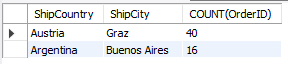 ShipCountry ShipCity COUNT(OrderID)
Austria Graz 40
Argentina Buenos Aires 16